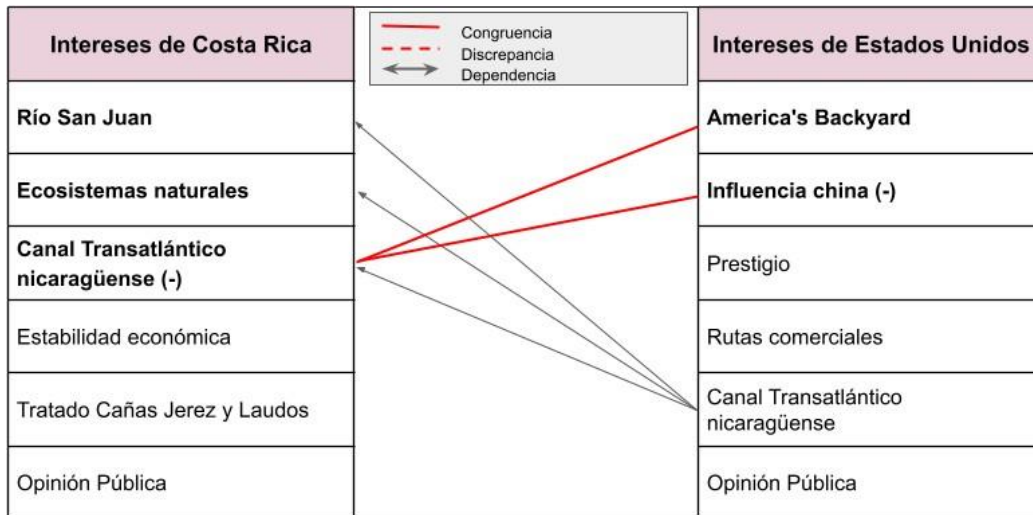 Intereses de Costa Rica
Río San Juan
Ecosistemas naturales
Canal Transatlántico
nicaragüense (-)
Estabilidad económica
Tratado Cañas Jerez y Laudos
Opinión Pública
Congruencia
Discrepancia
Dependencia
Intereses de Estados Unidos
America's Backyard
Influencia china (-)
Prestigio
Rutas comerciales
Canal Transatlántico
nicaragüense
Opinión Pública